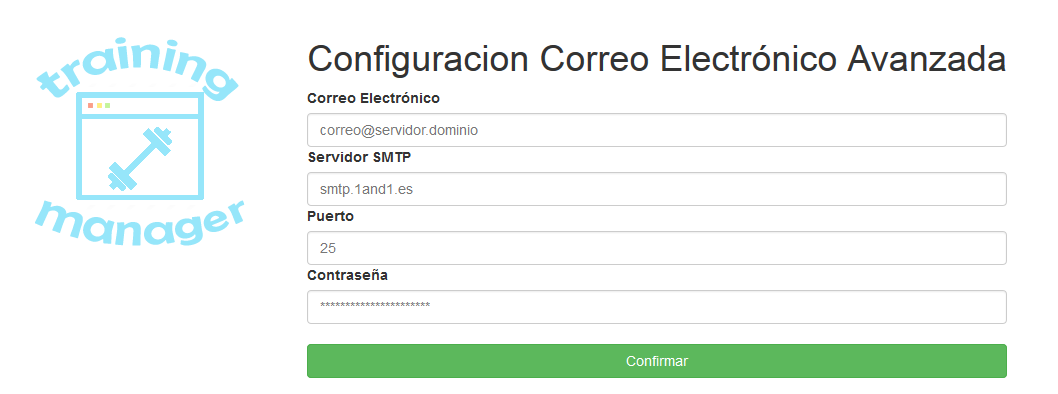 training
manager
Configuracion Correo Electrónico Avanzada
Correo Electrónico
correo@servidor.dominio
Servidor SMTP
smtp.1and1.es
Puerto
25
Contraseña
**********************
Confirmar